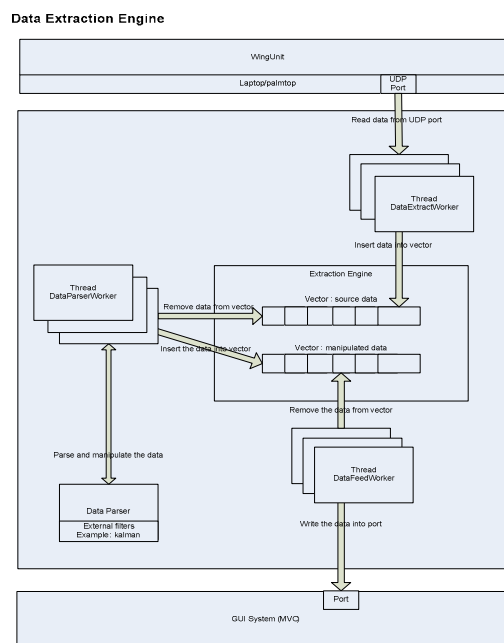 Data Extraction Engine
WingUnit
Laptop/palmtop
UDP
Port
Read data from UDP port
Thread
DataExtractWorker
Insert data into vector
Extraction Engine
Thread
DataParserWorker
Remove data from vector
Vector: source data
Insert the data into vector
Vector: manipulated data
Remove the data from vector
Parse and manipulate the data
Thread
DataFeedWorker
Data Parser
External filters
Example: kalman
Write the data into port
Port
GUI System (MVC)